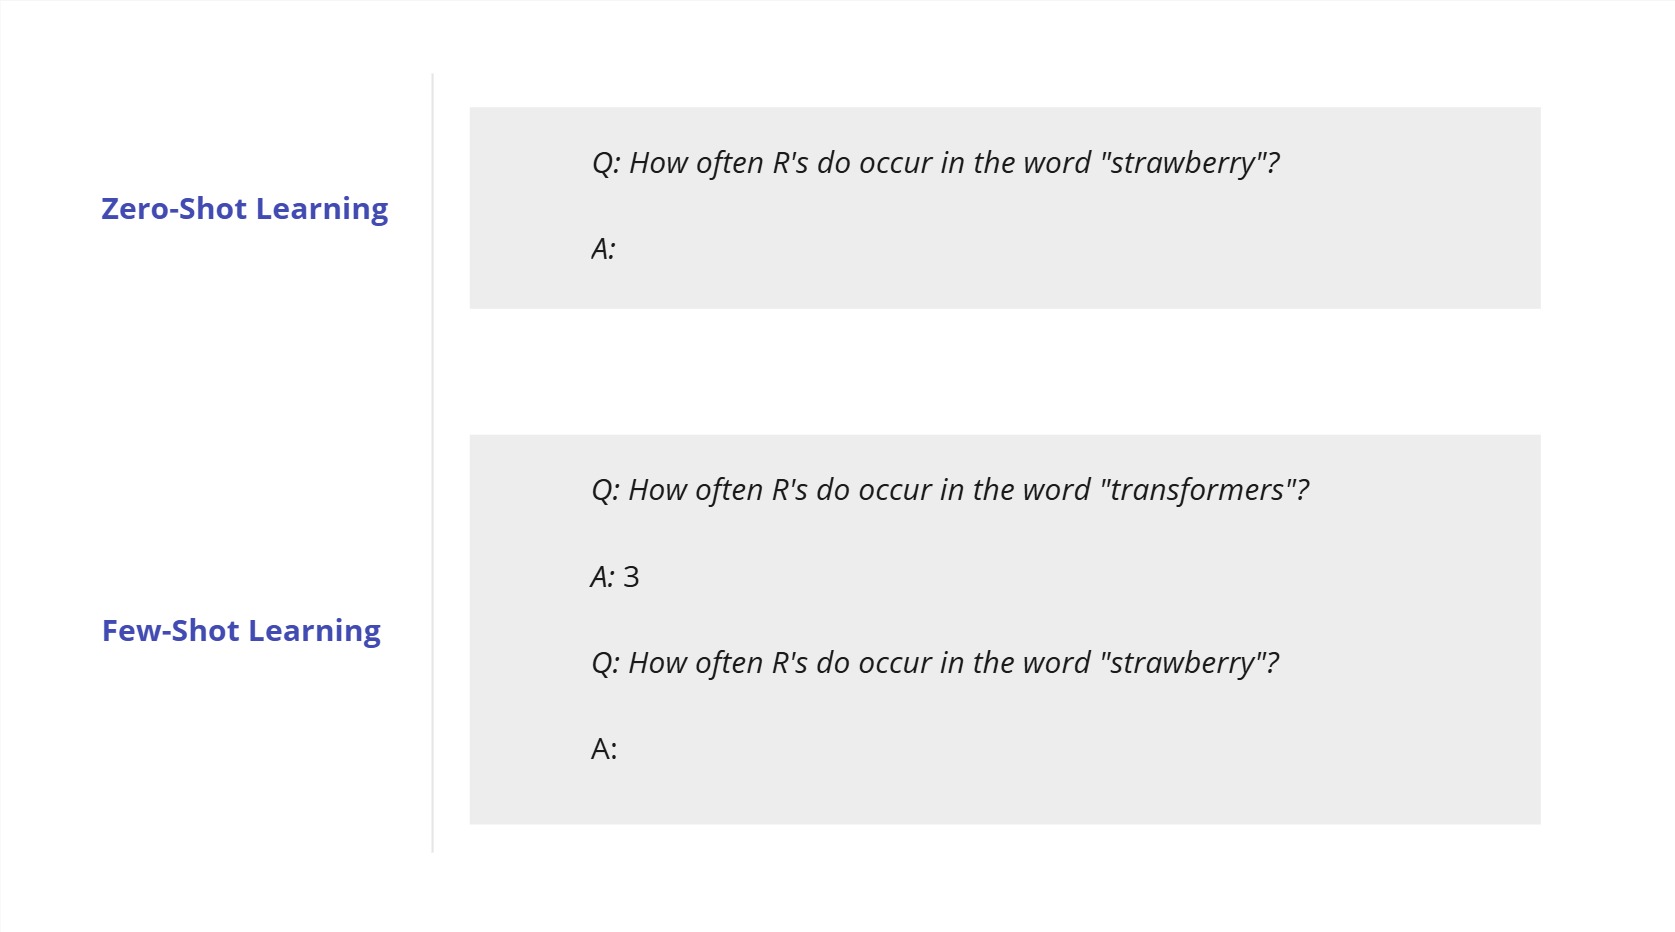 Zero-Shot Learning
Q: How often R's do occur in the word "strawberry"?
A:
Few-Shot Learning
Q: How often R's do occur in the word "transformers"?
A: 3
Q: How often R's do occur in the word "strawberry"?
A: